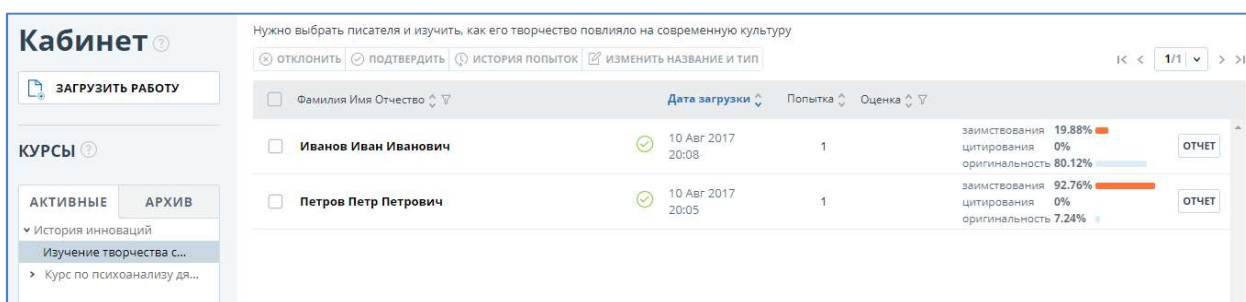 Кабинет
ЗАГРУЗИТЬ РАБОТУ
КУРСЫ
АКТИВНЫЕ АРХИВ
История инноваций
Изучение творчества с...
Курс по психоанализу дя...
Нужно выбрать писателя и изучить, как его творчество повлияло на современную культуру
ОТКЛОНИТЬ ПОДТВЕРДИТЬ ИСТОРИЯ ПОПЫТОК ИЗМЕНИТЬ НАЗВАНИЕ И ТИП 1/1
Фамилия Имя Отчество Дата загрузки Попытка Оценка
Иванов Иван Иванович 10 Авг 2017 20:08 1
заимствования 19.88%
цитирования 0%
оригинальность 80.12%
ОТЧЕТ
Петров Петр Петрович 10 Авг 2017 20:05 1
заимствования 92.76%
цитирования 0%
оригинальность 7.24%
ОТЧЕТ